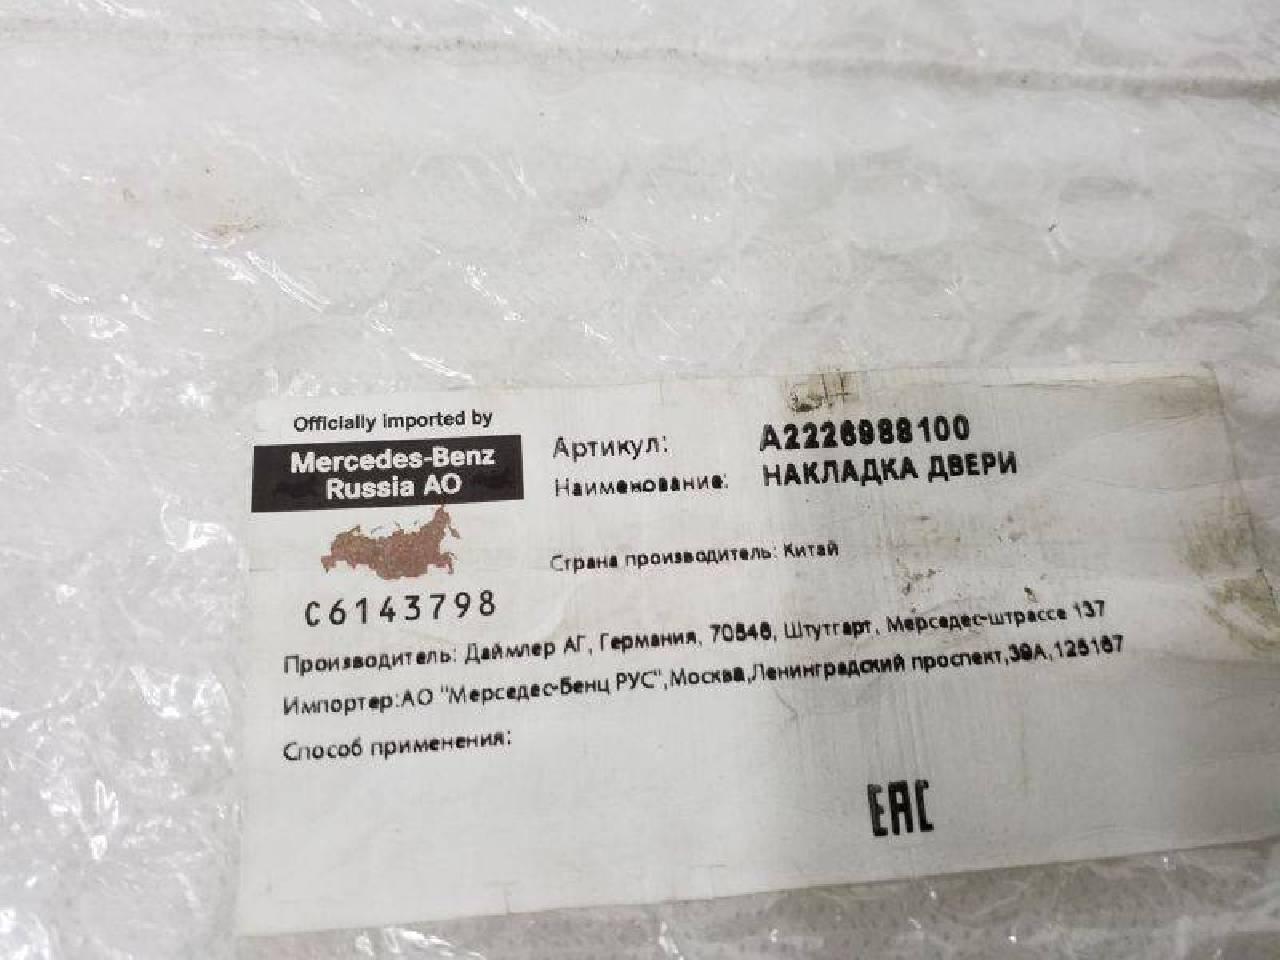 Officially imported by
Mercedes-Benz
Russia AO
C6143798
Артикул: A2226988100
Наименование: НАКЛАДКА ДВЕРИ
Страна производитель: Китай
Производитель: Даймлер АГ, Германия, 70546, Штутгарт, Мерседес-штрассе 137
Импортер:АО "Мерседес-Бенц РУС",Москва,Ленинградский проспект,39А,125167
Способ применения:
EAC